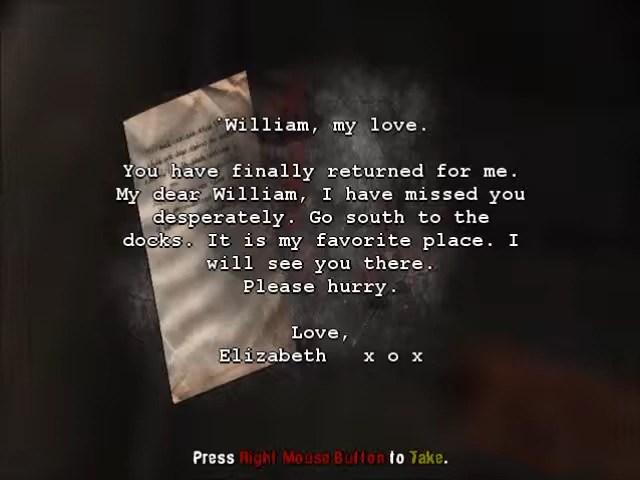 `William, my love.
You have finally returned for me.
My dear William, I have missed you
desperately. Go south to the
docks. It is my favorite place. I
will see you there.
Please hurry.
Love,
Elizabeth x o x
Press Right Mouse Button to Take.